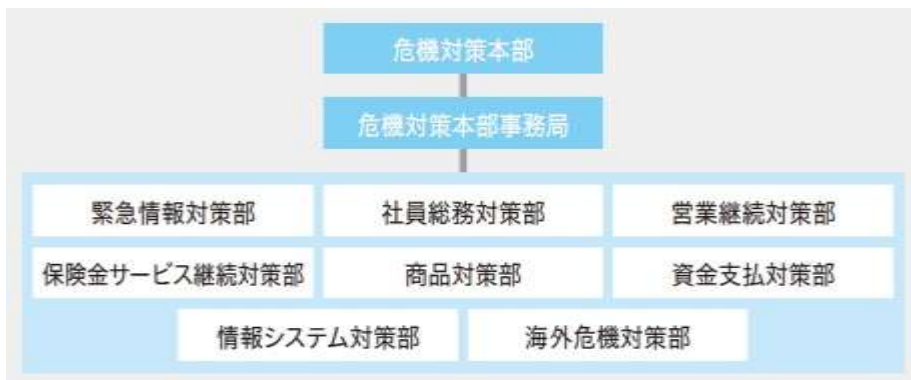 危機対策本部
危機対策本部事務局
緊急情報対策部
社員総務対策部
営業継続対策部
保険金サービス継続対策部
商品対策部
資金支払対策部
情報システム対策部
海外危機対策部